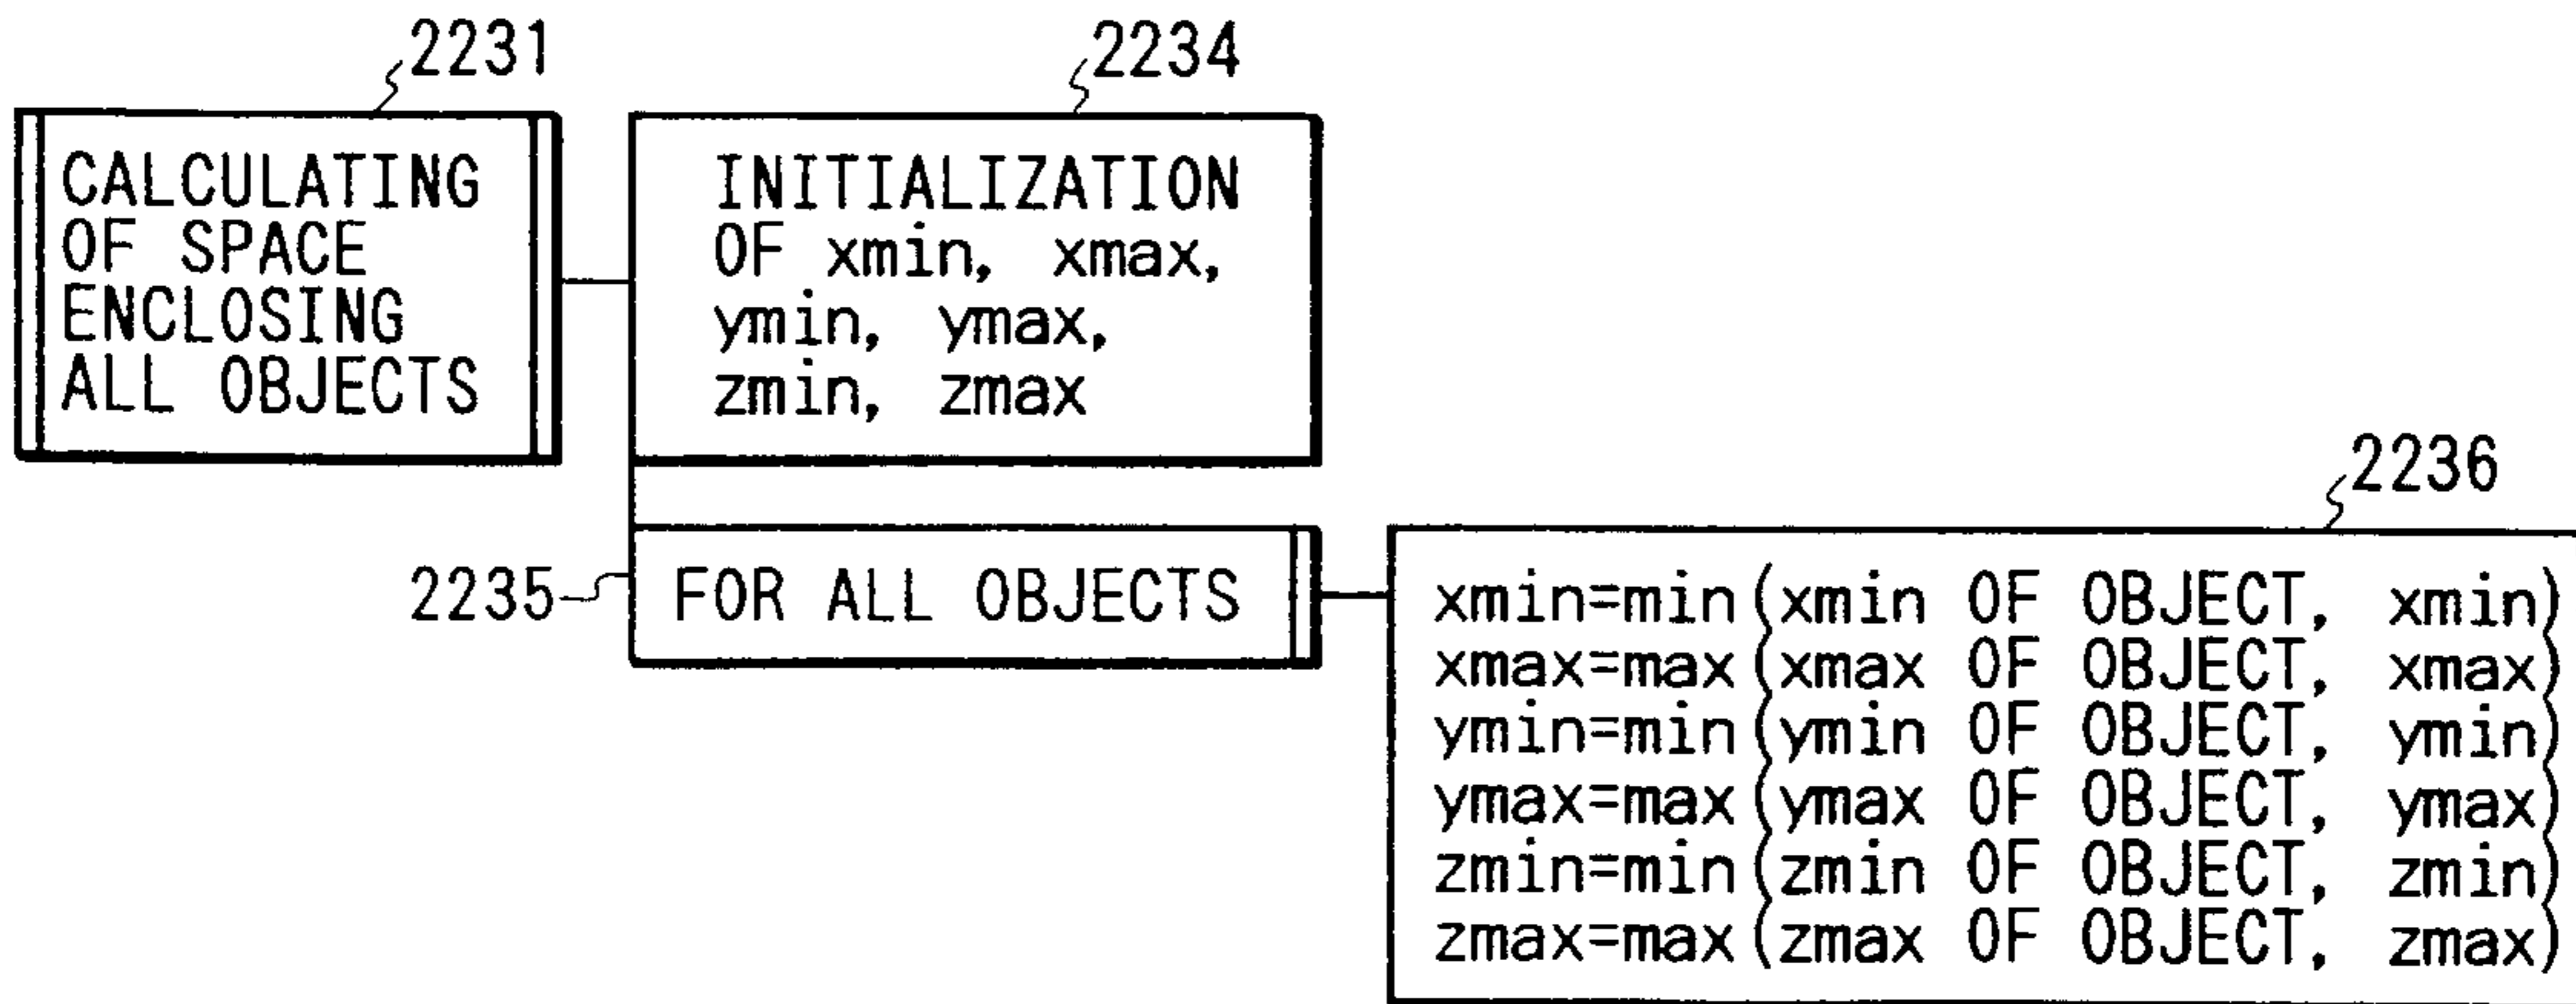 2231
CALCULATING
OF SPACE
ENCLOSING
ALL OBJECTS
2234
INITIALIZATION
OF xmin, xmax,
ymin, ymax,
zmin, zmax
2235
FOR ALL OBJECTS
2236
xmin=min(xmin OF OBJECT, xmin)
xmax=max(xmax OF OBJECT, xmax)
ymin=min(ymin OF OBJECT, ymin)
ymax=max(ymax OF OBJECT, ymax)
zmin=min(zmin OF OBJECT, zmin)
zmax=max(zmax OF OBJECT, zmax)